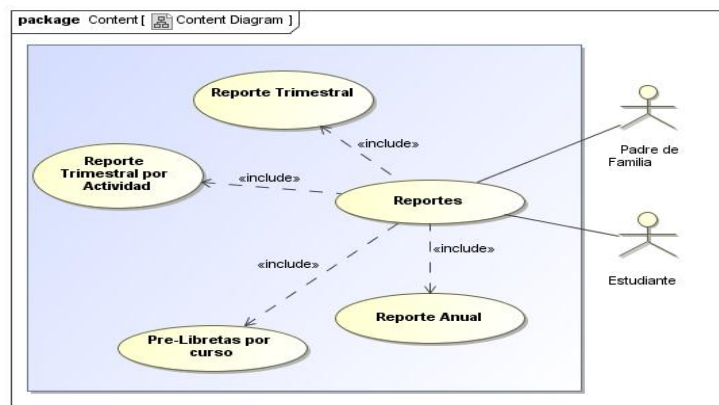 package Content [ Content Diagram ]
Reporte Trimestral
«include»
Reporte
Trimestral por
Actividad
«include»
Padre de
Familia
Reportes
«include»
«include»
Estudiante
Reporte Anual
Pre-Libretas por
curso